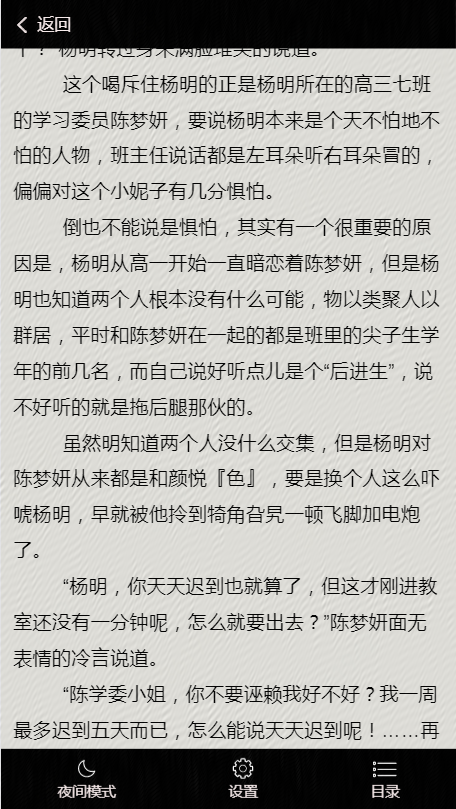 返回
个？”杨明转过身来满脸堆笑的说道。
这个喝斥住杨明的正是杨明所在的高三七班
的学习委员陈梦妍，要说杨明本来是个天不怕地不
怕的人物，班主任说话都是左耳朵听右耳朵冒的，
偏偏对这个小妮子有几分惧怕。
倒也不能说是惧怕，其实有一个很重要的原
因是，杨明从高一开始一直暗恋着陈梦妍，但是杨
明也知道两个人根本没有什么可能，物以类聚人以
群居，平时和陈梦妍在一起的都是班里的尖子生学
年的前几名，而自己说好听点儿是个“后进生”，说
不好听的就是拖后腿那伙的。
虽然明知道两个人没什么交集，但是杨明对
陈梦妍从来都是和颜悦『色』，要是换个人这么吓
唬杨明，早就被他拎到犄角旮旯一顿飞脚加电炮
了。
“杨明，你天天迟到也就算了，但这才刚进教
室还没有一分钟呢，怎么就要出去？”陈梦妍面无
表情的冷言说道。
“陈学委小姐，你不要诬赖我好不好？我一周
最多迟到五天而已，怎么能说天天迟到呢！……再
夜间模式
设置
目录